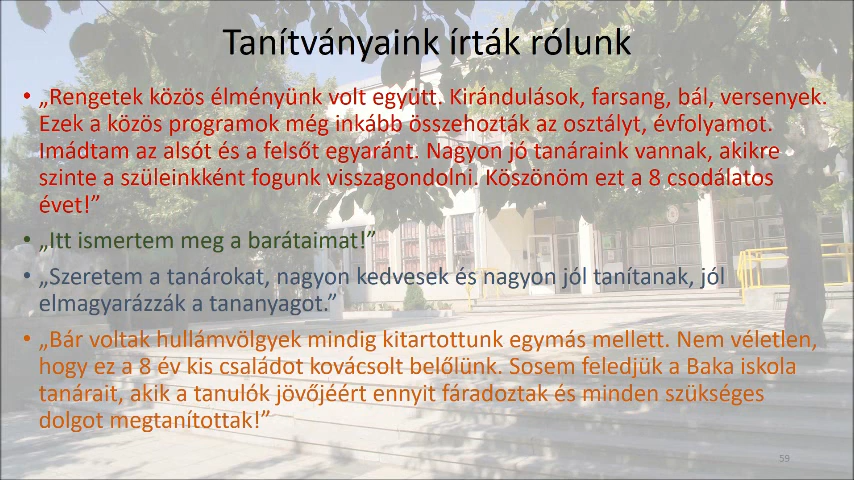 Tanítványaink írták rólunk
• „Rengetek közös élményünk volt együtt. Kirándulások, farsang, bál, versenyek.
Ezek a közös programok még inkább összehozták az osztályt, évfolyamot.
Imádtam az alsót és a felsőt egyaránt. Nagyon jó tanáraink vannak, akikre
szinte a szüleinkként fogunk visszagondolni. Köszönöm ezt a 8 csodálatos
évet!”
• „Itt ismertem meg a barátaimat!”
• „Szeretem a tanárokat, nagyon kedvesek és nagyon jól tanítanak, jól
elmagyarázzák a tananyagot.”
• „Bár voltak hullámvölgyek mindig kitartottunk egymás mellett. Nem véletlen,
hogy ez a 8 év kis családot kovácsolt belőlünk. Sosem feledjük a Baka iskola
tanárait, akik a tanulók jövőjéért ennyit fáradoztak és minden szükséges
dolgot megtanítottak!”
59